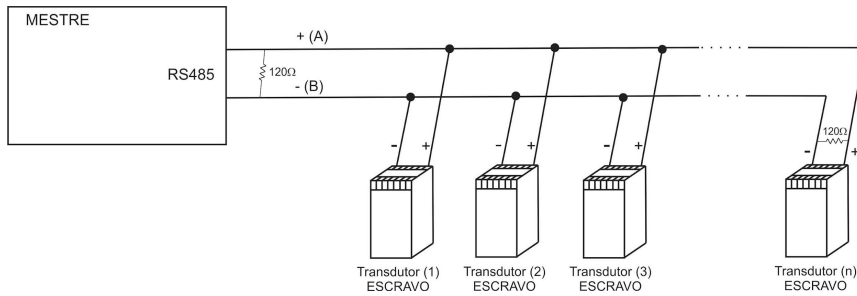 MESTRE
RS485
+ (A)
120Ω
- (B)
- +
- +
- +
120Ω
- +
Transdutor (1)
ESCRAVO
Transdutor (2)
ESCRAVO
Transdutor (3)
ESCRAVO
Transdutor (n)
ESCRAVO